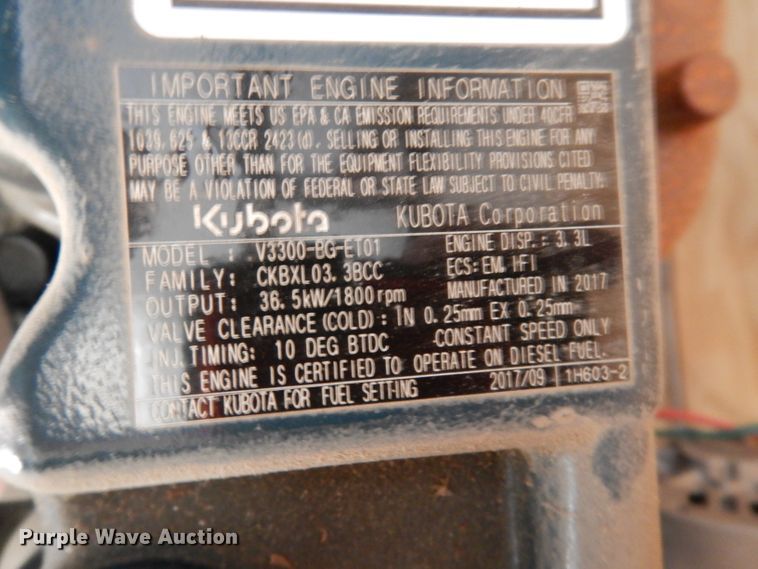 IMPORTANT ENGINE INFORMATION
THIS ENGINE MEETS US EPA & CA EMISSION REQUIREMENTS UNDER 40CFR
1039, 625 & 13CCR 2423(d). SELLING OR INSTALLING THIS ENGINE FOR ANY
PURPOSE OTHER THAN FOR THE EQUIPMENT FLEXIBILITY PROVISIONS CITED
MAY BE A VIOLATION OF FEDERAL OR STATE LAW SUBJECT TO CIVIL PENALTY.
Kubota KUBOTA Corporation
MODEL : V3300-BG-ET01 ENGINE DISP.: 3.3L
FAMILY: CKBXL03.3BCC ECS: EM, IFI
OUTPUT: 36.5kW/1800rpm MANUFACTURED IN 2017
VALVE CLEARANCE (COLD) : IN 0.25mm EX 0.25mm
INJ.TIMING: 10 DEG BTDC CONSTANT SPEED ONLY
THIS ENGINE IS CERTIFIED TO OPERATE ON DIESEL FUEL.
CONTACT KUBOTA FOR FUEL SETTING 2017/09 1H603-2
Purple Wave Auction